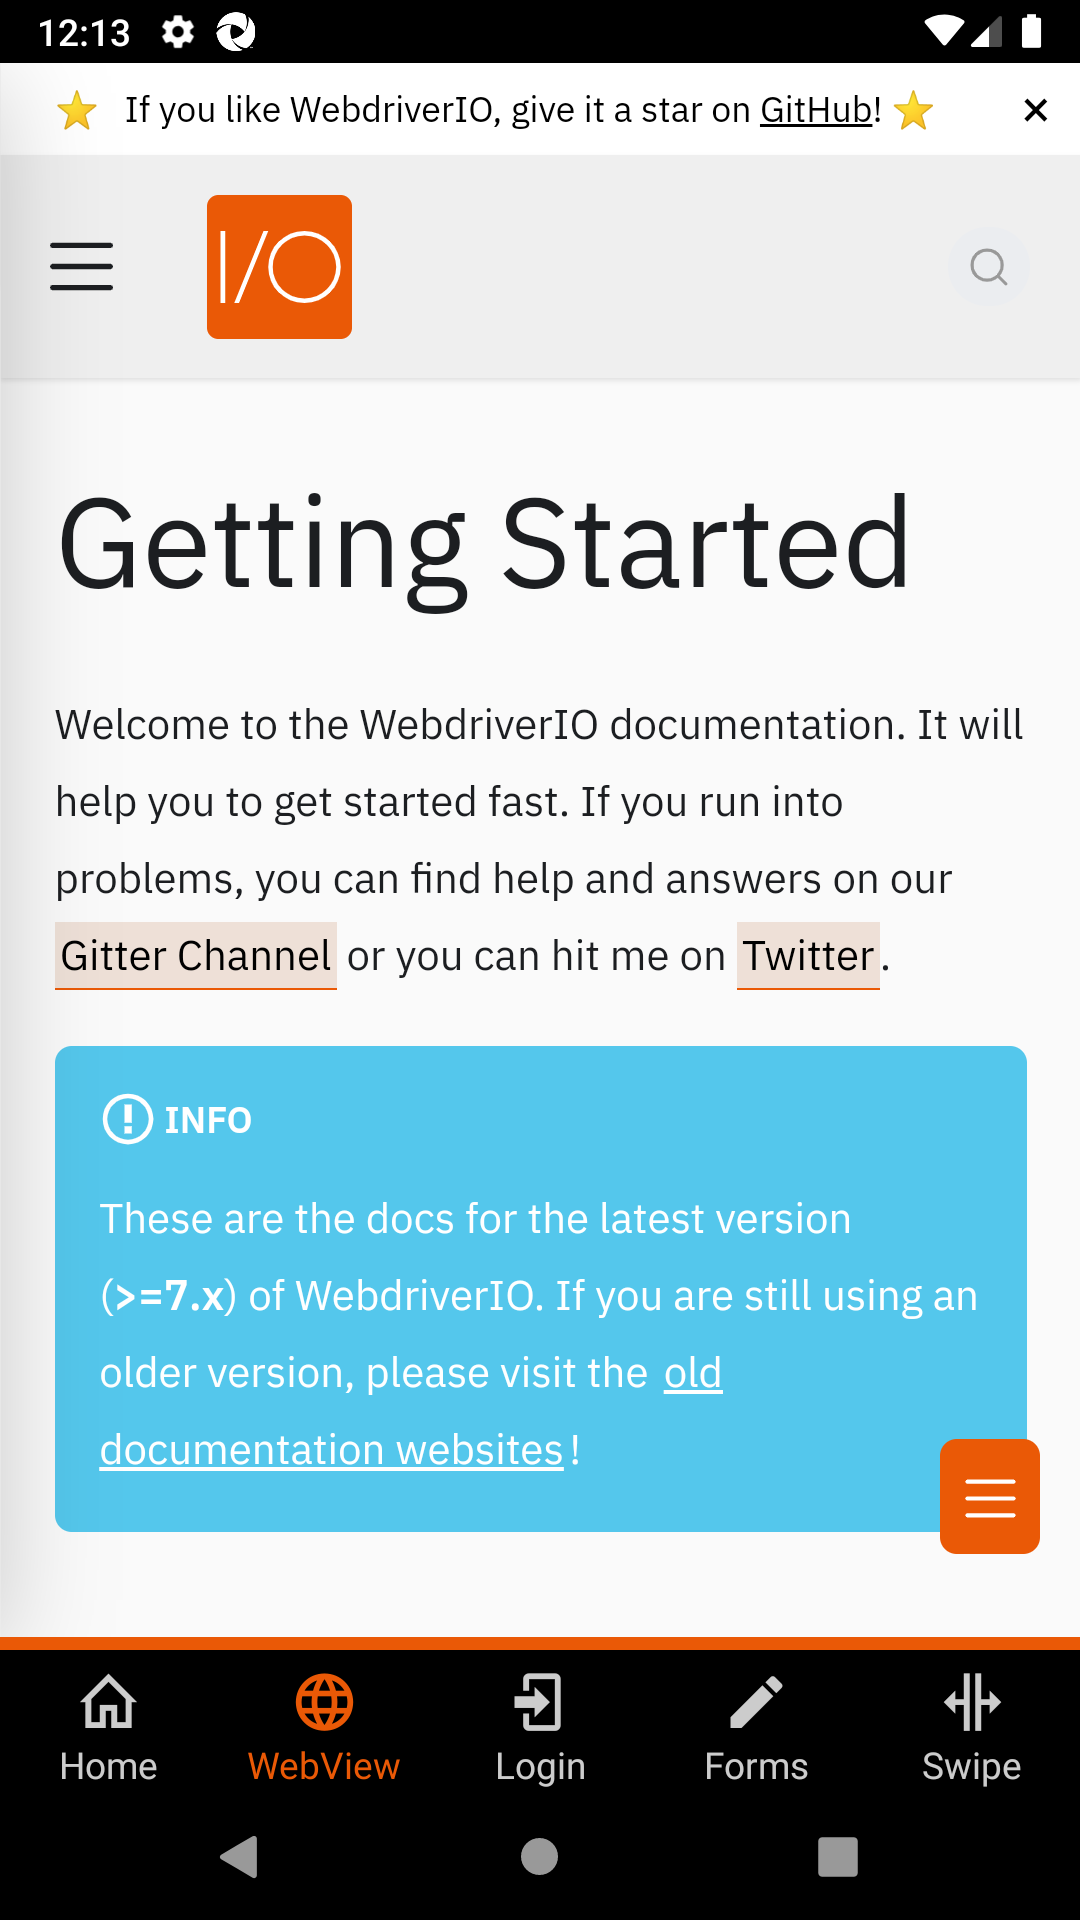 12:13
⭐ If you like WebdriverIO, give it a star on GitHub! ⭐ ×
I/O
Getting Started
Welcome to the WebdriverIO documentation. It will
help you to get started fast. If you run into
problems, you can find help and answers on our
Gitter Channel or you can hit me on Twitter.
INFO
These are the docs for the latest version
(>=7.x) of WebdriverIO. If you are still using an
older version, please visit the old
documentation websites!
Home WebView Login Forms Swipe